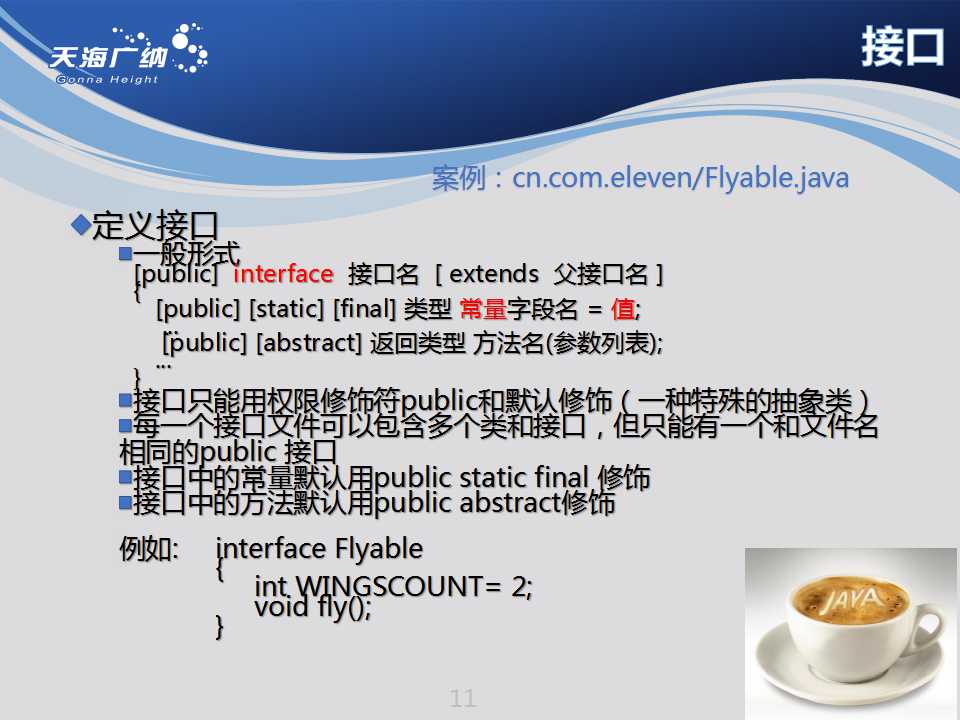 天海广纳
Gonna Height
接口
案例：cn.com.eleven/Flyable.java
定义接口
一般形式
[public] interface 接口名 [ extends 父接口名 ]
{
[public] [static] [final] 类型 常量字段名 = 值;
...
[public] [abstract] 返回类型 方法名(参数列表);
...
}
接口只能用权限修饰符public和默认修饰（一种特殊的抽象类）
每一个接口文件可以包含多个类和接口，但只能有一个和文件名
相同的public 接口
接口中的常量默认用public static final 修饰
接口中的方法默认用public abstract修饰
例如: interface Flyable
{
int WINGSCOUNT= 2;
void fly();
}
JAVA
11